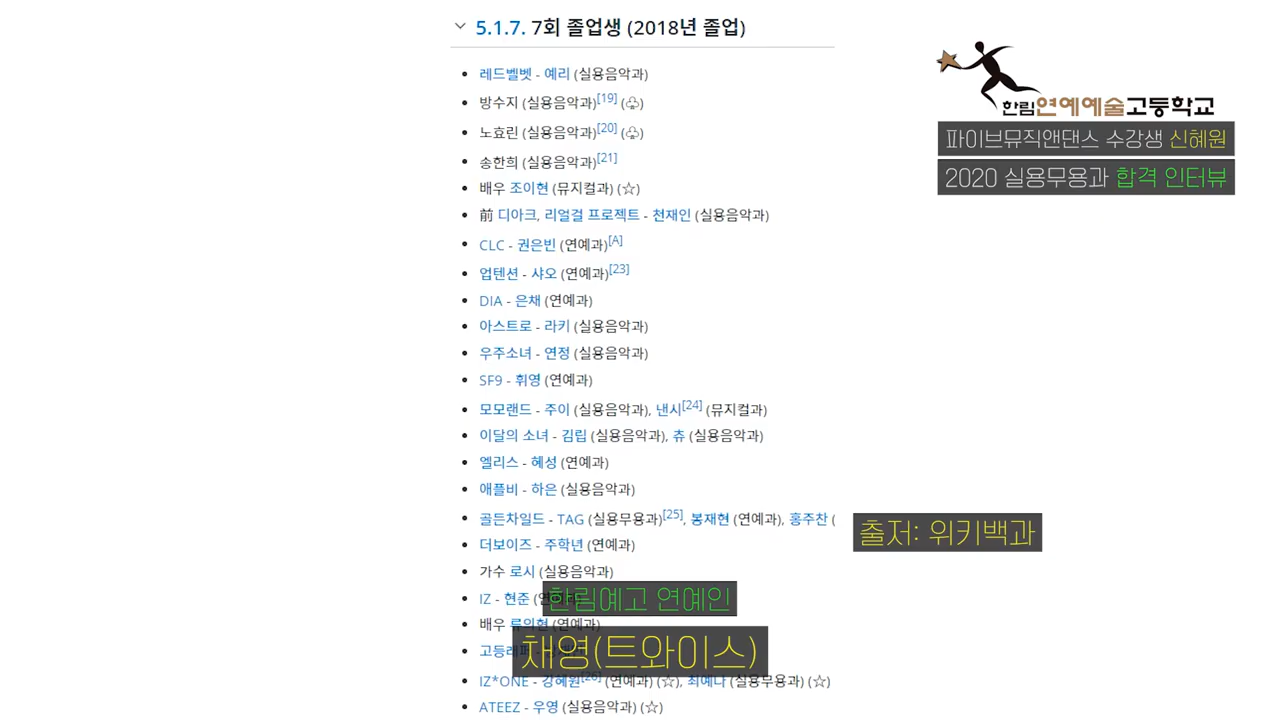 5.1.7. 7회 졸업생 (2018년 졸업)
레드벨벳 - 예리 (실용음악과)
방수지 (실용음악과)[19] (♧)
노효린 (실용음악과)[20] (♧)
송한희 (실용음악과)[21]
배우 조이현 (뮤지컬과) (☆)
前 디아크, 리얼걸 프로젝트 - 천재인 (실용음악과)
CLC - 권은빈 (연예과)[A]
업텐션 - 샤오 (연예과)[23]
DIA - 은채 (연예과)
아스트로 - 라키 (실용음악과)
우주소녀 - 연정 (실용음악과)
SF9 - 휘영 (연예과)
모모랜드 - 주이 (실용음악과), 낸시[24] (뮤지컬과)
이달의 소녀 - 김립 (실용음악과), 츄 (실용음악과)
엘리스 - 혜성 (연예과)
애플비 - 하은 (실용음악과)
골든차일드 - TAG (실용무용과)[25], 봉재현 (연예과), 홍주찬 (
더보이즈 - 주학년 (연예과)
가수 로시 (실용음악과)
IZ - 현준
배우 류의현 (연예과)
고등래퍼
IZ*ONE - 강혜원[26] (연예과) (☆), 최예나 (실용무용과) (☆)
ATEEZ - 우영 (실용음악과) (☆)
한림연예예술고등학교
파이브뮤직앤댄스 수강생 신혜원
2020 실용무용과 합격 인터뷰
출저: 위키백과
한림예고 연예인
채영(트와이스)